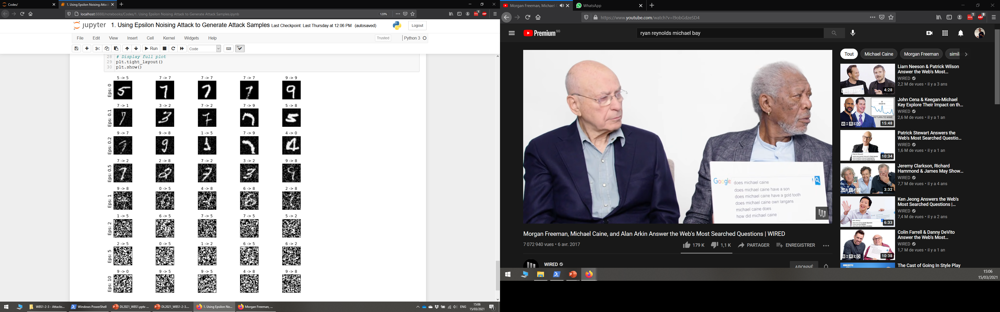 Codes/
1. Using Epsilon Noising Attack
localhost:8888/notebooks/Codes/1. Using Epsilon Noising Attack to Generate Attack Samples.ipynb
120%
jupyter 1. Using Epsilon Noising Attack to Generate Attack Samples Last Checkpoint: Last Thursday at 12:06 PM (autosaved)
Logout
File Edit View Insert Cell Kernel Widgets Help
Trusted Python 3
Run Code
28 # Display full plot
29 plt.tight_layout()
30 plt.show()
5 -> 5 7 -> 7 7 -> 7 7 -> 7 9 -> 9
Eps: 0
7 -> 1 3 -> 2 7 -> 2 7 -> 9 5 -> 8
Eps: 0.1
9 -> 7 9 -> 8 1 -> 5 7 -> 9 4 -> 0
Eps: 0.2
7 -> 2 2 -> 8 7 -> 2 3 -> 2 9 -> 8
Eps: 0.5
9 -> 8 0 -> 5 4 -> 8 6 -> 8 2 -> 8
Eps: 1
1 -> 5 6 -> 5 7 -> 5 7 -> 5 5 -> 2
Eps: 2
2 -> 5 0 -> 5 1 -> 2 6 -> 5 6 -> 2
Eps: 5
9 -> 0 9 -> 5 9 -> 5 4 -> 8 9 -> 8
Eps: 10
W8S1-2-3 - Attacks... Windows PowerShell DL2021_W8S1.pptx ... DL2021_W8S1-2-3.... 1. Using Epsilon No... Morgan Freeman, ...
ENG
15:06
15/03/2021
Morgan Freeman, Michael C
WhatsApp
https://www.youtube.com/watch?v=l9obGdzeSD4
Premium SG
ryan reynolds michael bay
Google does michael caine
does michael caine have a son
does michael caine have a gold tooth
does michael caine own langans
michael caine does
how did michael caine
Morgan Freeman, Michael Caine, and Alan Arkin Answer the Web's Most Searched Questions | WIRED
7 072 940 vues • 6 avr. 2017
179 K 1,1 K PARTAGER ENREGISTRER
WIRED
ABONNÉ
Tout Michael Caine Morgan Freeman simil
Liam Neeson & Patrick Wilson
Answer the Web's Most...
WIRED
2,2 M de vues • il y a 3 ans
4:28
John Cena & Keegan-Michael
Key Explore Their Impact on th...
WIRED
2,6 M de vues • il y a 1 an
RETURN TO WWE
WIRED
15:48
Patrick Stewart Answers the
Web's Most Searched Questio...
WIRED
1,6 M de vues • il y a 1 an
10:34
Jeremy Clarkson, Richard
Hammond & James May Show...
WIRED
7,7 M de vues • il y a 4 ans
WIRED
3:32
Ken Jeong Answers the Web's
Most Searched Questions |...
WIRED
7,4 M de vues • il y a 2 ans
6:33
Colin Farrell & Danny DeVito
Answer the Web's Most...
WIRED
1,7 M de vues • il y a 1 an
WIRED
10:38
The Cast of Going In Style Play
15:06
15/03/2021